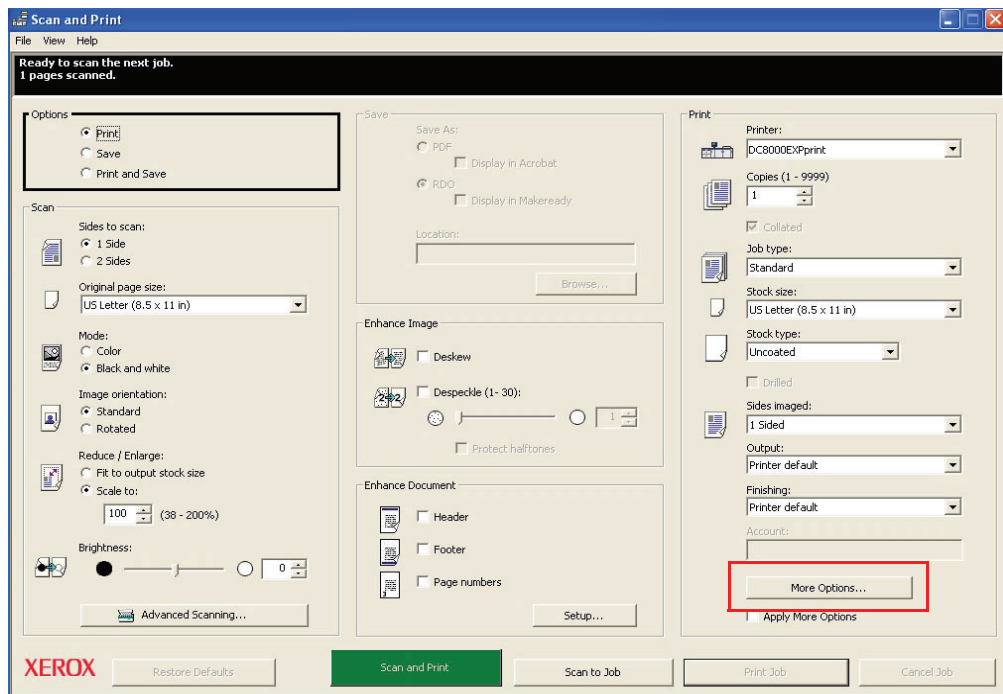 Scan and Print
File View Help
Ready to scan the next job.
1 pages scanned.
Options
Print
Save
Print and Save
Scan
Sides to scan:
1 Side
2 Sides
Original page size:
US Letter (8.5 x 11 in)
Mode:
Color
Black and white
Image orientation:
Standard
Rotated
Reduce / Enlarge:
Fit to output stock size
Scale to:
100 (38 - 200%)
Brightness:
0
Advanced Scanning...
Save
Save As:
PDF
Display in Acrobat
RDO
Display in Makeready
Location:
Browse...
Enhance Image
Deskew
Despeckle (1- 30):
1
Protect halftones
Enhance Document
Header
Footer
Page numbers
Setup...
Print
Printer:
DC8000EXPprint
Copies (1 - 9999)
1
Collated
Job type:
Standard
Stock size:
US Letter (8.5 x 11 in)
Stock type:
Uncoated
Drilled
Sides imaged:
1 Sided
Output:
Printer default
Finishing:
Printer default
Account:
More Options...
Apply More Options
XEROX
Restore Defaults
Scan and Print
Scan to Job
Print Job
Cancel Job